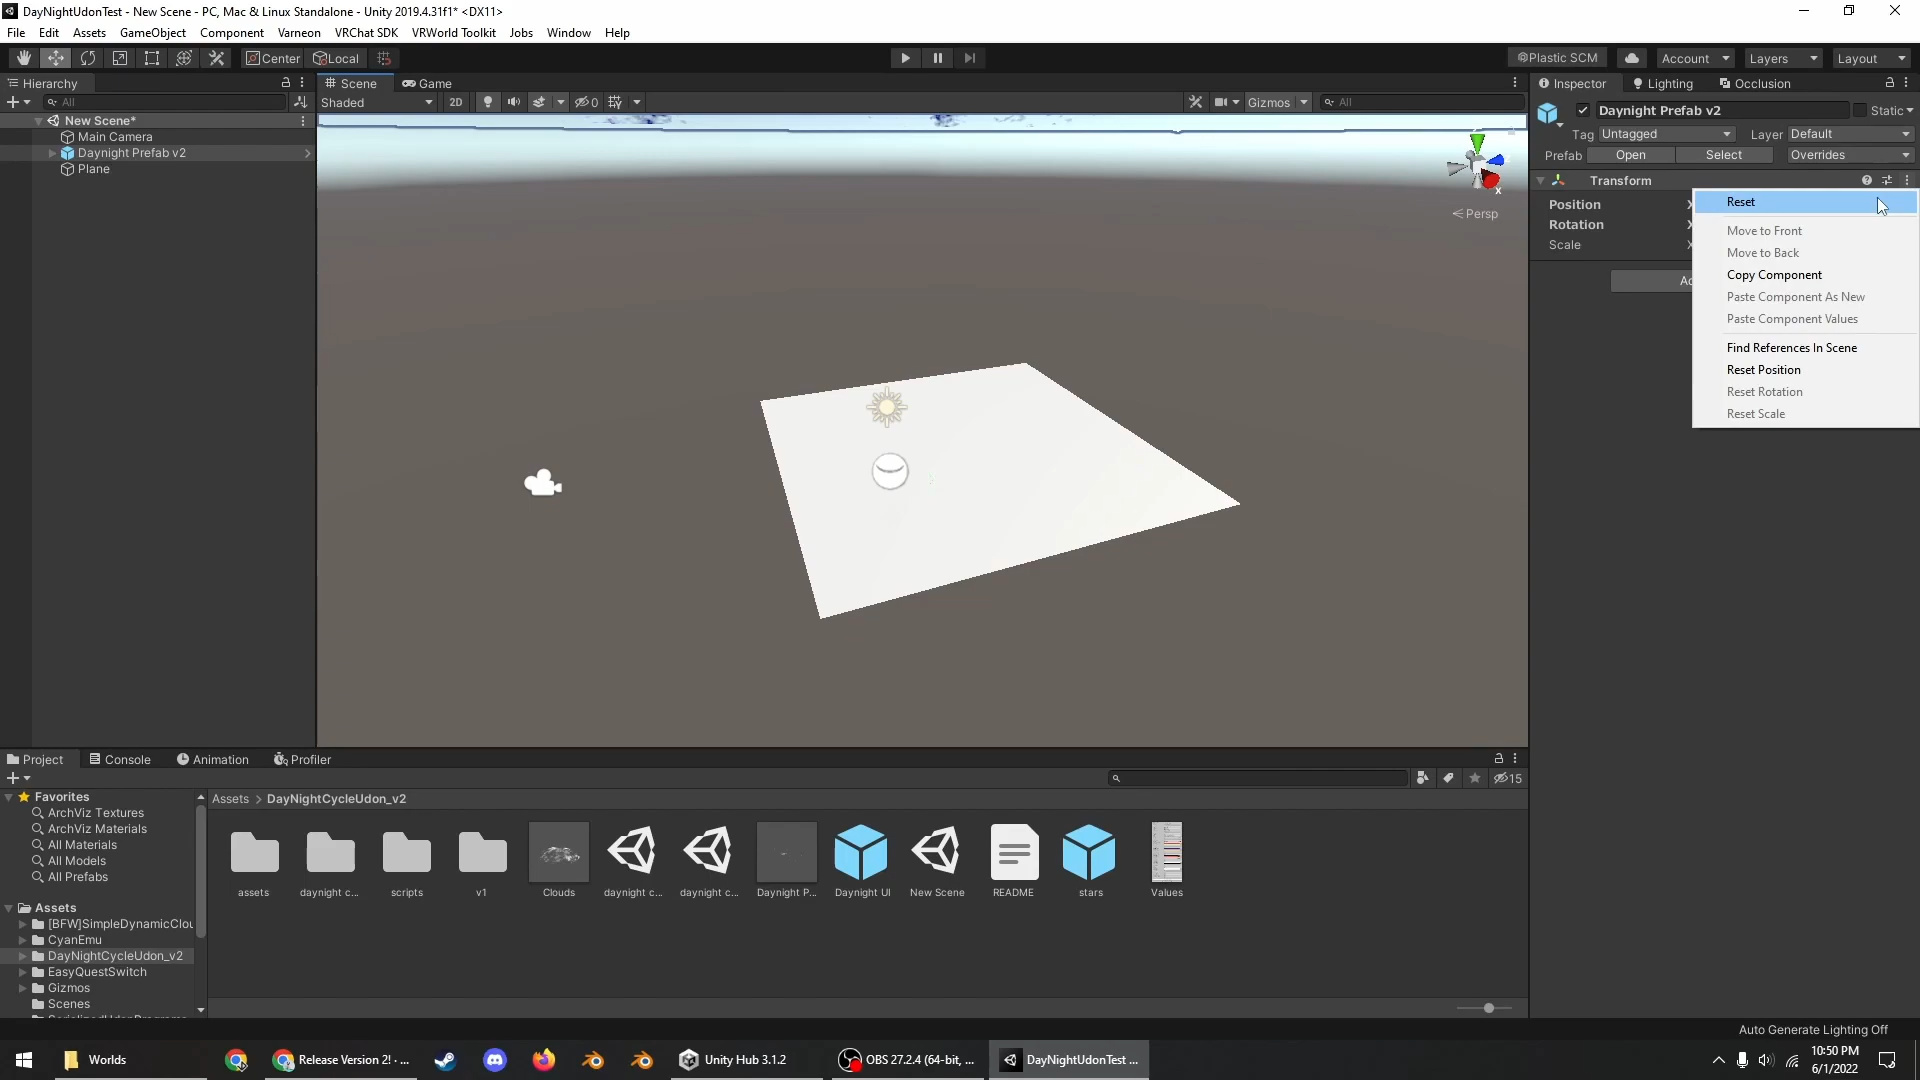 DayNightUdonTest - New Scene - PC, Mac & Linux Standalone - Unity 2019.4.31f1* <DX11>
File Edit Assets GameObject Component Varneon VRChat SDK VRWorld Toolkit Jobs Window Help
Center Local Plastic SCM Account Layers Layout
Hierarchy Scene Game Inspector Lighting Occlusion
All Shaded 2D 0 Gizmos All Daynight Prefab v2 Static
New Scene*
Main Camera Tag Untagged Layer Default
Daynight Prefab v2 Prefab Open Select Overrides
Plane
Transform
Position X
Rotation X
Scale X
Reset
Move to Front
Move to Back
Copy Component
Paste Component As New
Paste Component Values
Find References In Scene
Reset Position
Reset Rotation
Reset Scale
x
< Persp
Project Console Animation Profiler
15
Favorites
ArchViz Textures
ArchViz Materials
All Materials
All Models
All Prefabs
Assets
[BFW]SimpleDynamicClou
CyanEmu
DayNightCycleUdon_v2
EasyQuestSwitch
Gizmos
Scenes
Assets > DayNightCycleUdon_v2
assets daynight c... scripts v1 Clouds daynight c... daynight c... Daynight P... Daynight UI New Scene README stars Values
Auto Generate Lighting Off
Worlds Release Version 2! · ... Unity Hub 3.1.2 OBS 27.2.4 (64-bit, ... DayNightUdonTest ...
10:50 PM
6/1/2022